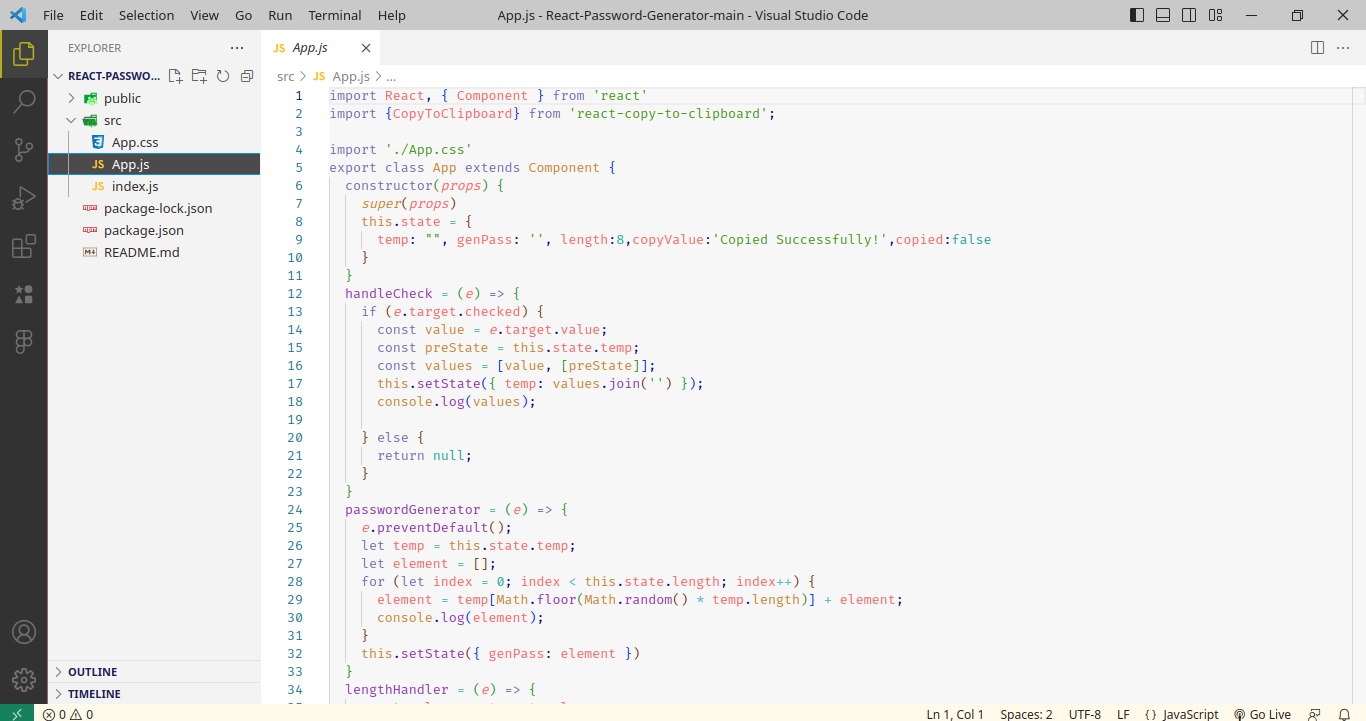 File Edit Selection View Go Run Terminal Help App.js - React-Password-Generator-main - Visual Studio Code
EXPLORER
REACT-PASSWO...
public
src
App.css
App.js
index.js
package-lock.json
package.json
README.md
OUTLINE
TIMELINE
JS App.js
src > JS App.js > ...
1 import React, { Component } from 'react'
2 import {CopyToClipboard} from 'react-copy-to-clipboard';
3
4 import './App.css'
5 export class App extends Component {
6 constructor(props) {
7 super(props)
8 this.state = {
9 temp: "", genPass: '', length:8,copyValue:'Copied Successfully!',copied:false
10 }
11 }
12 handleCheck = (e) => {
13 if (e.target.checked) {
14 const value = e.target.value;
15 const preState = this.state.temp;
16 const values = [value, [preState]];
17 this.setState({ temp: values.join('') });
18 console.log(values);
19
20 } else {
21 return null;
22 }
23 }
24 passwordGenerator = (e) => {
25 e.preventDefault();
26 let temp = this.state.temp;
27 let element = [];
28 for (let index = 0; index < this.state.length; index++) {
29 element = temp[Math.floor(Math.random() * temp.length)] + element;
30 console.log(element);
31 }
32 this.setState({ genPass: element })
33 }
34 lengthHandler = (e) => {
0 0 Ln 1, Col 1 Spaces: 2 UTF-8 LF {} JavaScript Go Live